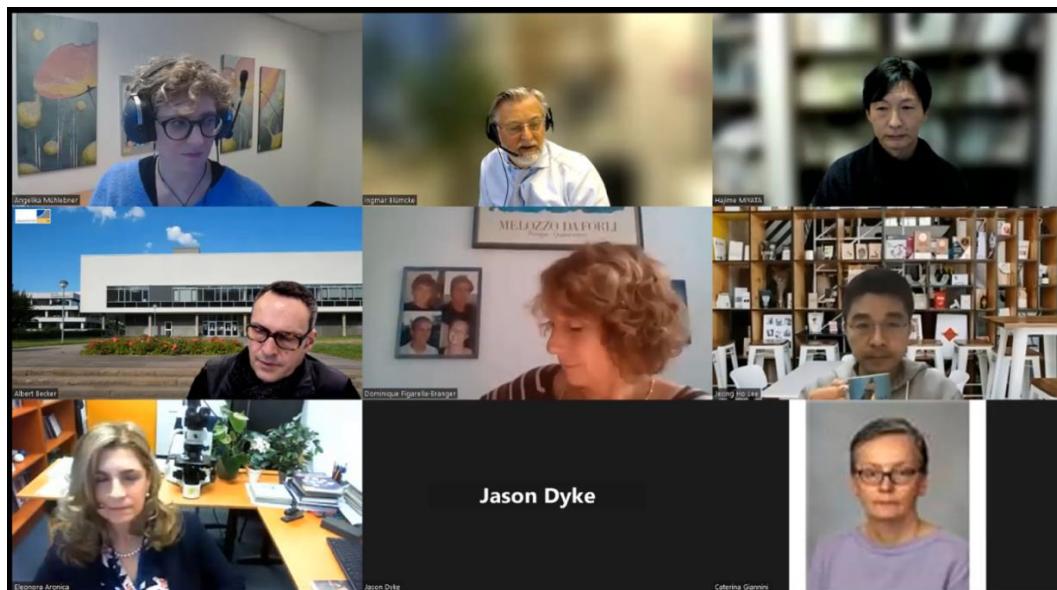 Angelika Mühlebner
Ingmar Blümcke
Hajime MIYATA
MELOZZO DA FORLI
Albert Becker
Dominique Figarella-Branger
Jeong Ho Lee
Jason Dyke
Eleonora Aronica
Jason Dyke
Caterina Giannini